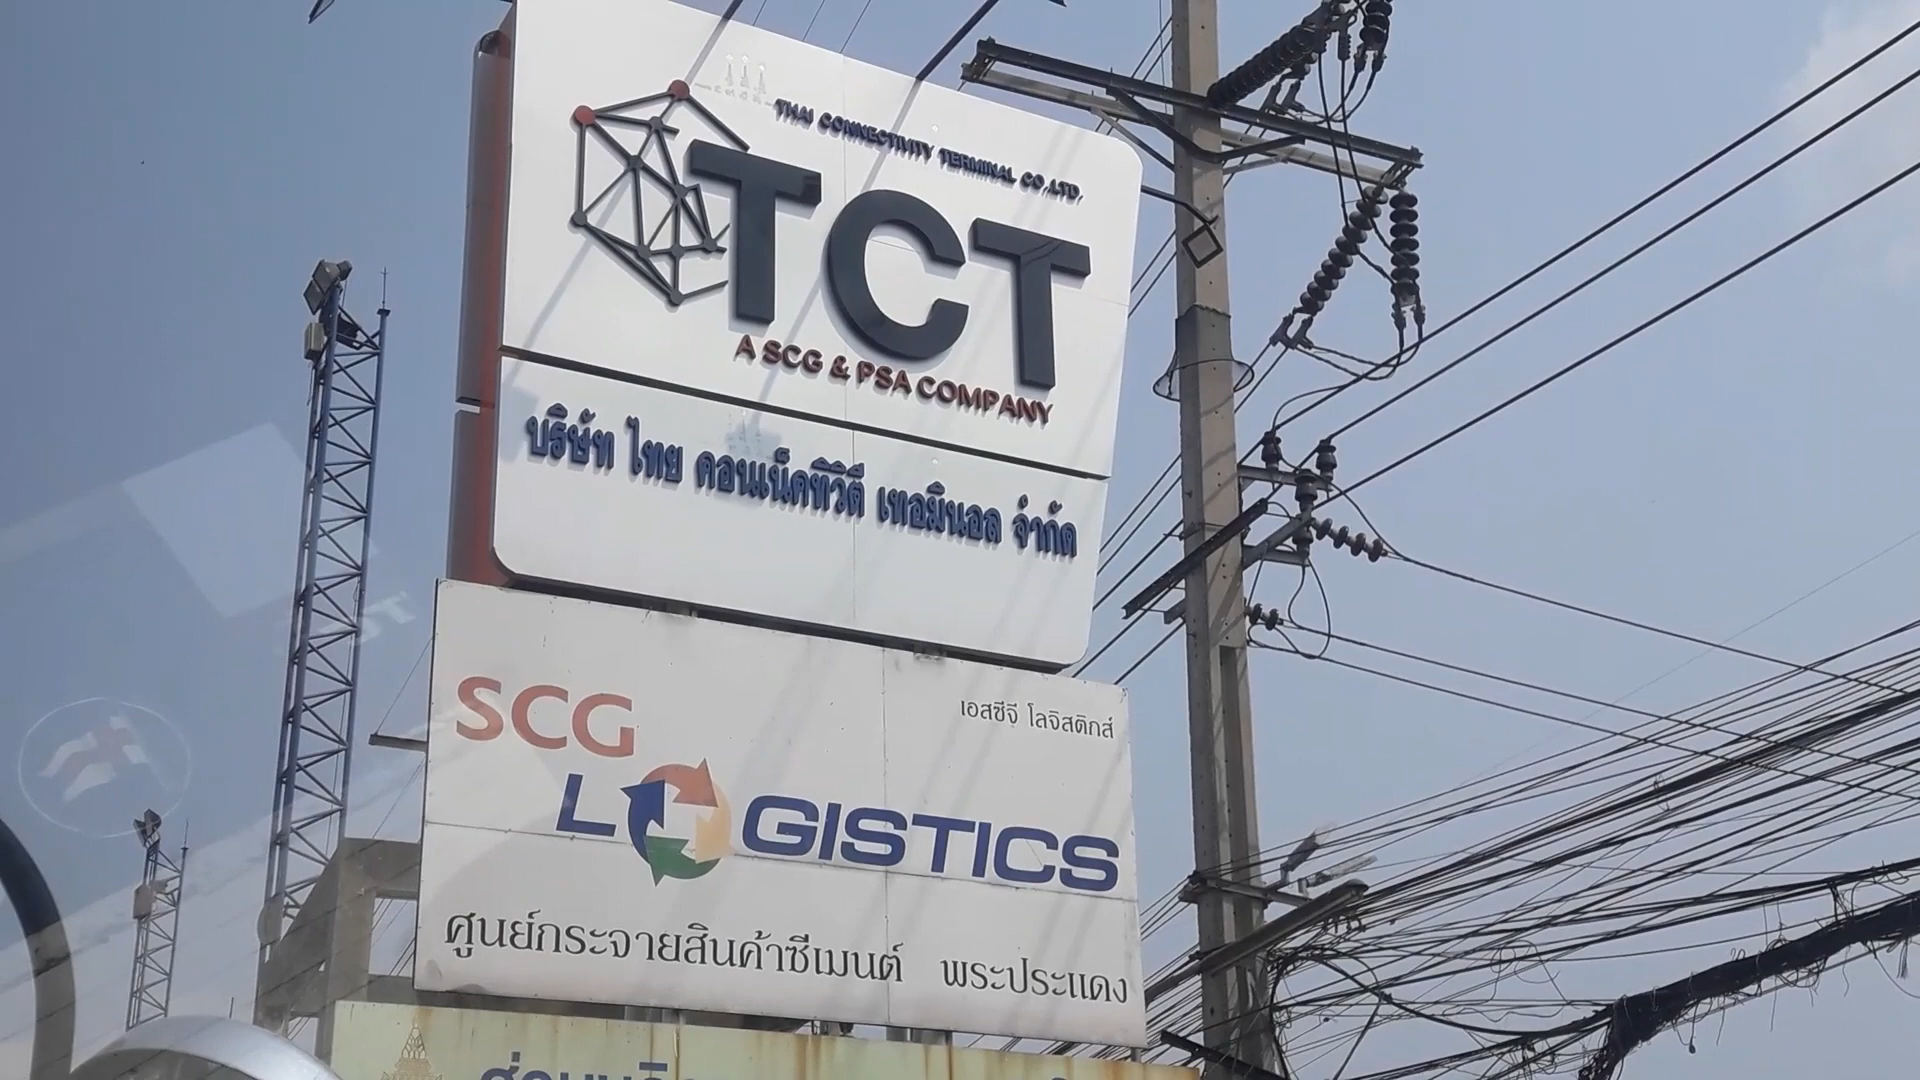 THAI CONNECTIVITY TERMINAL CO.,LTD.
TCT
A SCG & PSA COMPANY
บริษัท ไทย คอนเน็คทิวิตี เทอมินอล จำกัด
SCG
เอสซีจี โลจิสติกส์
LOGISTICS
ศูนย์กระจายสินค้าซีเมนต์ พระประแดง